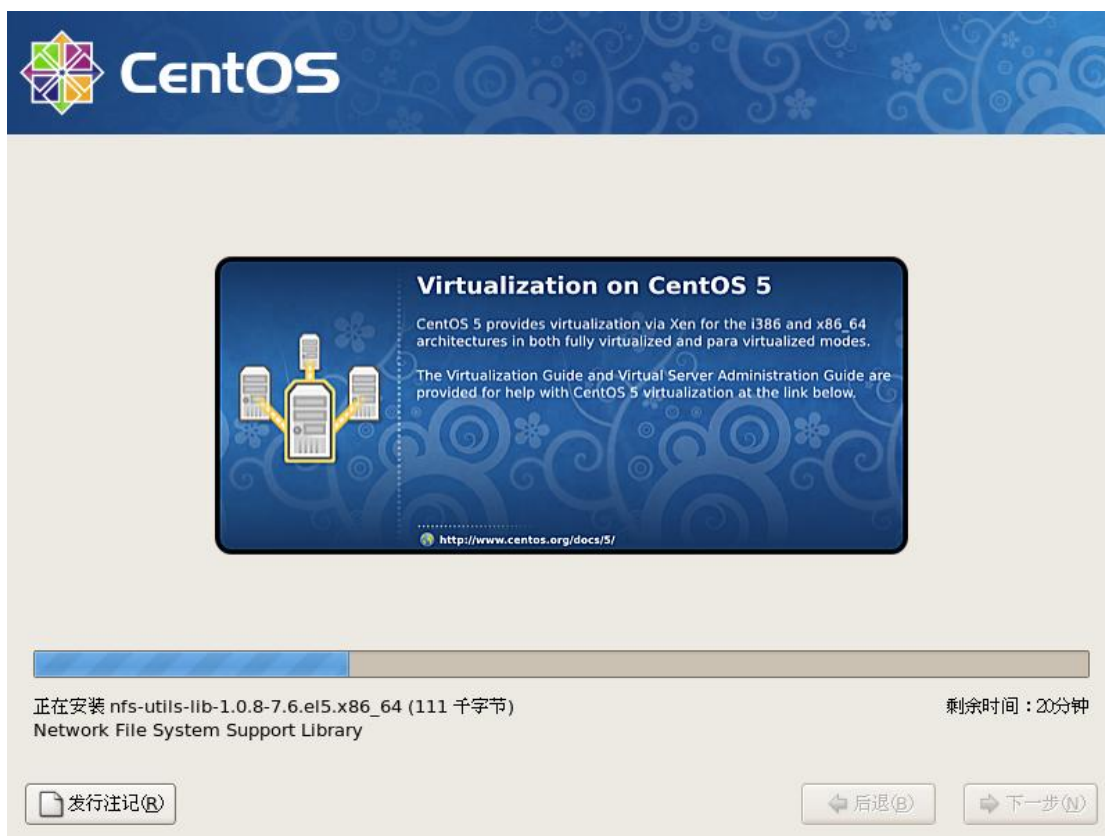 CentOS
Virtualization on CentOS 5
CentOS 5 provides virtualization via Xen for the i386 and x86_64
architectures in both fully virtualized and para virtualized modes.
The Virtualization Guide and Virtual Server Administration Guide are
provided for help with CentOS 5 virtualization at the link below.
http://www.centos.org/docs/5/
正在安装 nfs-utils-lib-1.0.8-7.6.el5.x86_64 (111 千字节)
剩余时间：20分钟
Network File System Support Library
发行注记(R)
后退(B)
下一步(N)